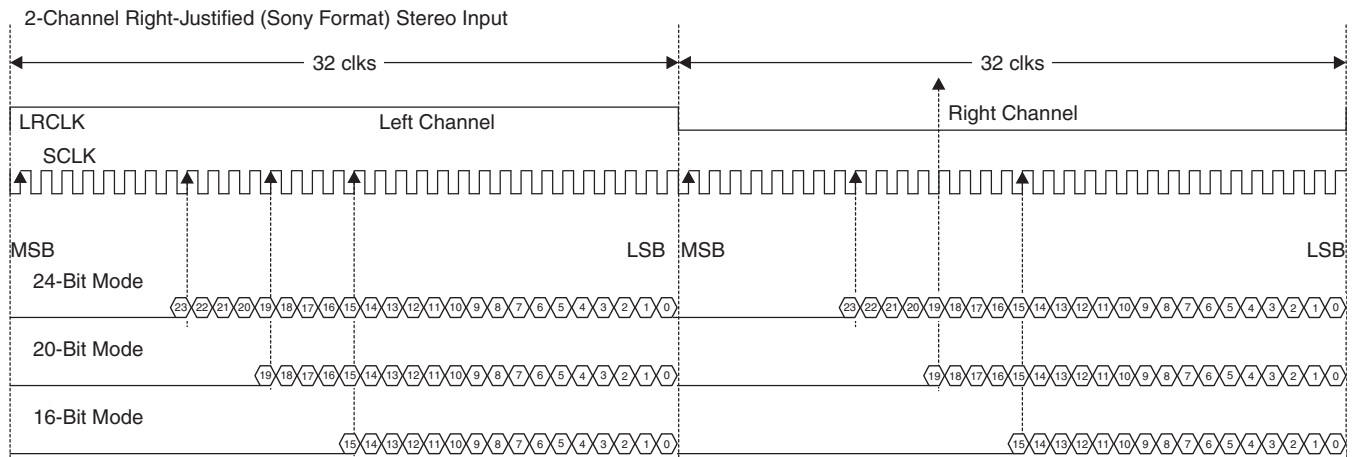 2-Channel Right-Justified (Sony Format) Stereo Input
32 clks 32 clks
LRCLK Left Channel Right Channel
SCLK
MSB LSB MSB LSB
24-Bit Mode
23 22 21 20 19 18 17 16 15 14 13 12 11 10 9 8 7 6 5 4 3 2 1 0 23 22 21 20 19 18 17 16 15 14 13 12 11 10 9 8 7 6 5 4 3 2 1 0
20-Bit Mode
19 18 17 16 15 14 13 12 11 10 9 8 7 6 5 4 3 2 1 0 19 18 17 16 15 14 13 12 11 10 9 8 7 6 5 4 3 2 1 0
16-Bit Mode
15 14 13 12 11 10 9 8 7 6 5 4 3 2 1 0 15 14 13 12 11 10 9 8 7 6 5 4 3 2 1 0